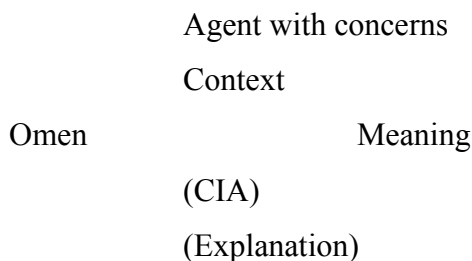 Agent with concerns
Context
Omen Meaning
(CIA)
(Explanation)